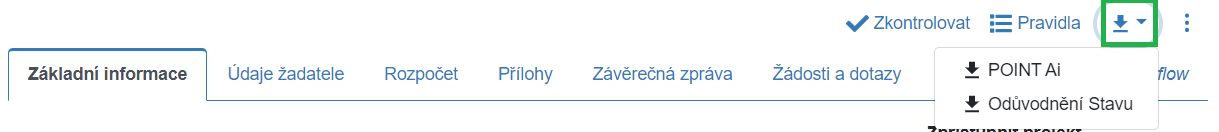 Zkontrolovat Pravidla
Základní informace Údaje žadatele Rozpočet Přílohy Závěrečná zpráva Žádosti a dotazy flow
POINT Ai
Odůvodnění Stavu